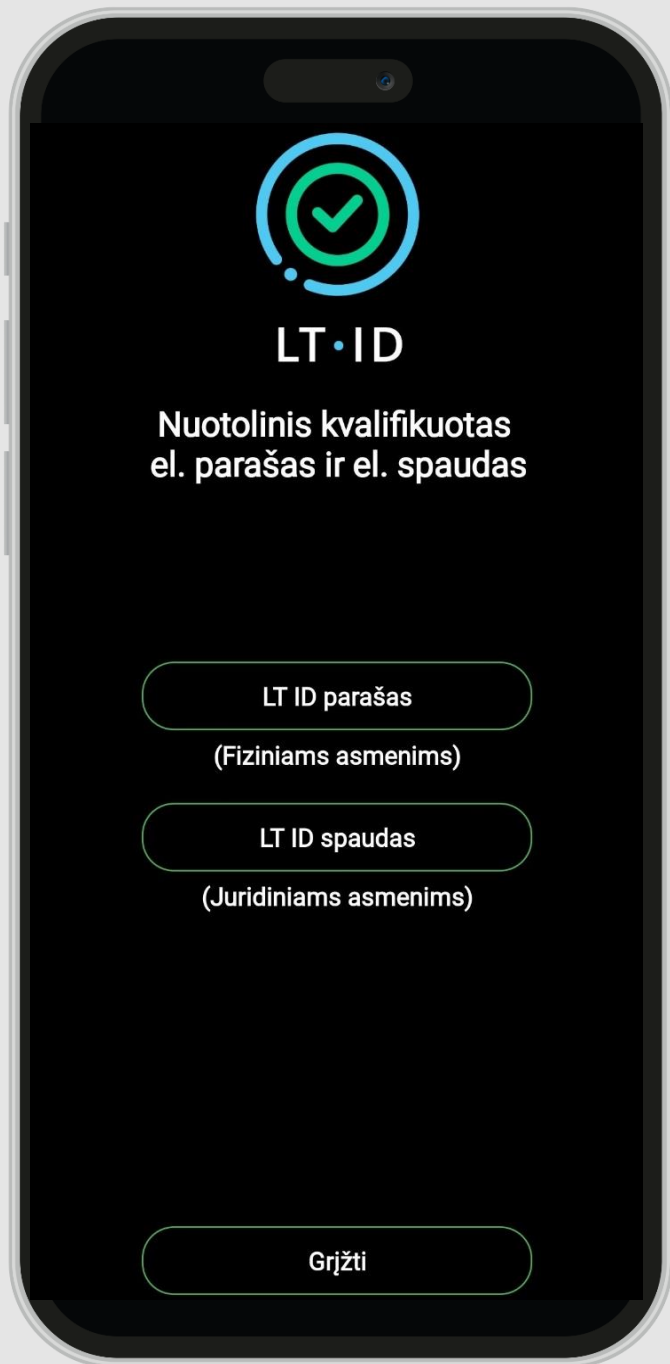 LT·ID
Nuotolinis kvalifikuotas
el. parašas ir el. spaudas
LT ID parašas
(Fiziniams asmenims)
LT ID spaudas
(Juridiniams asmenims)
Grįžti